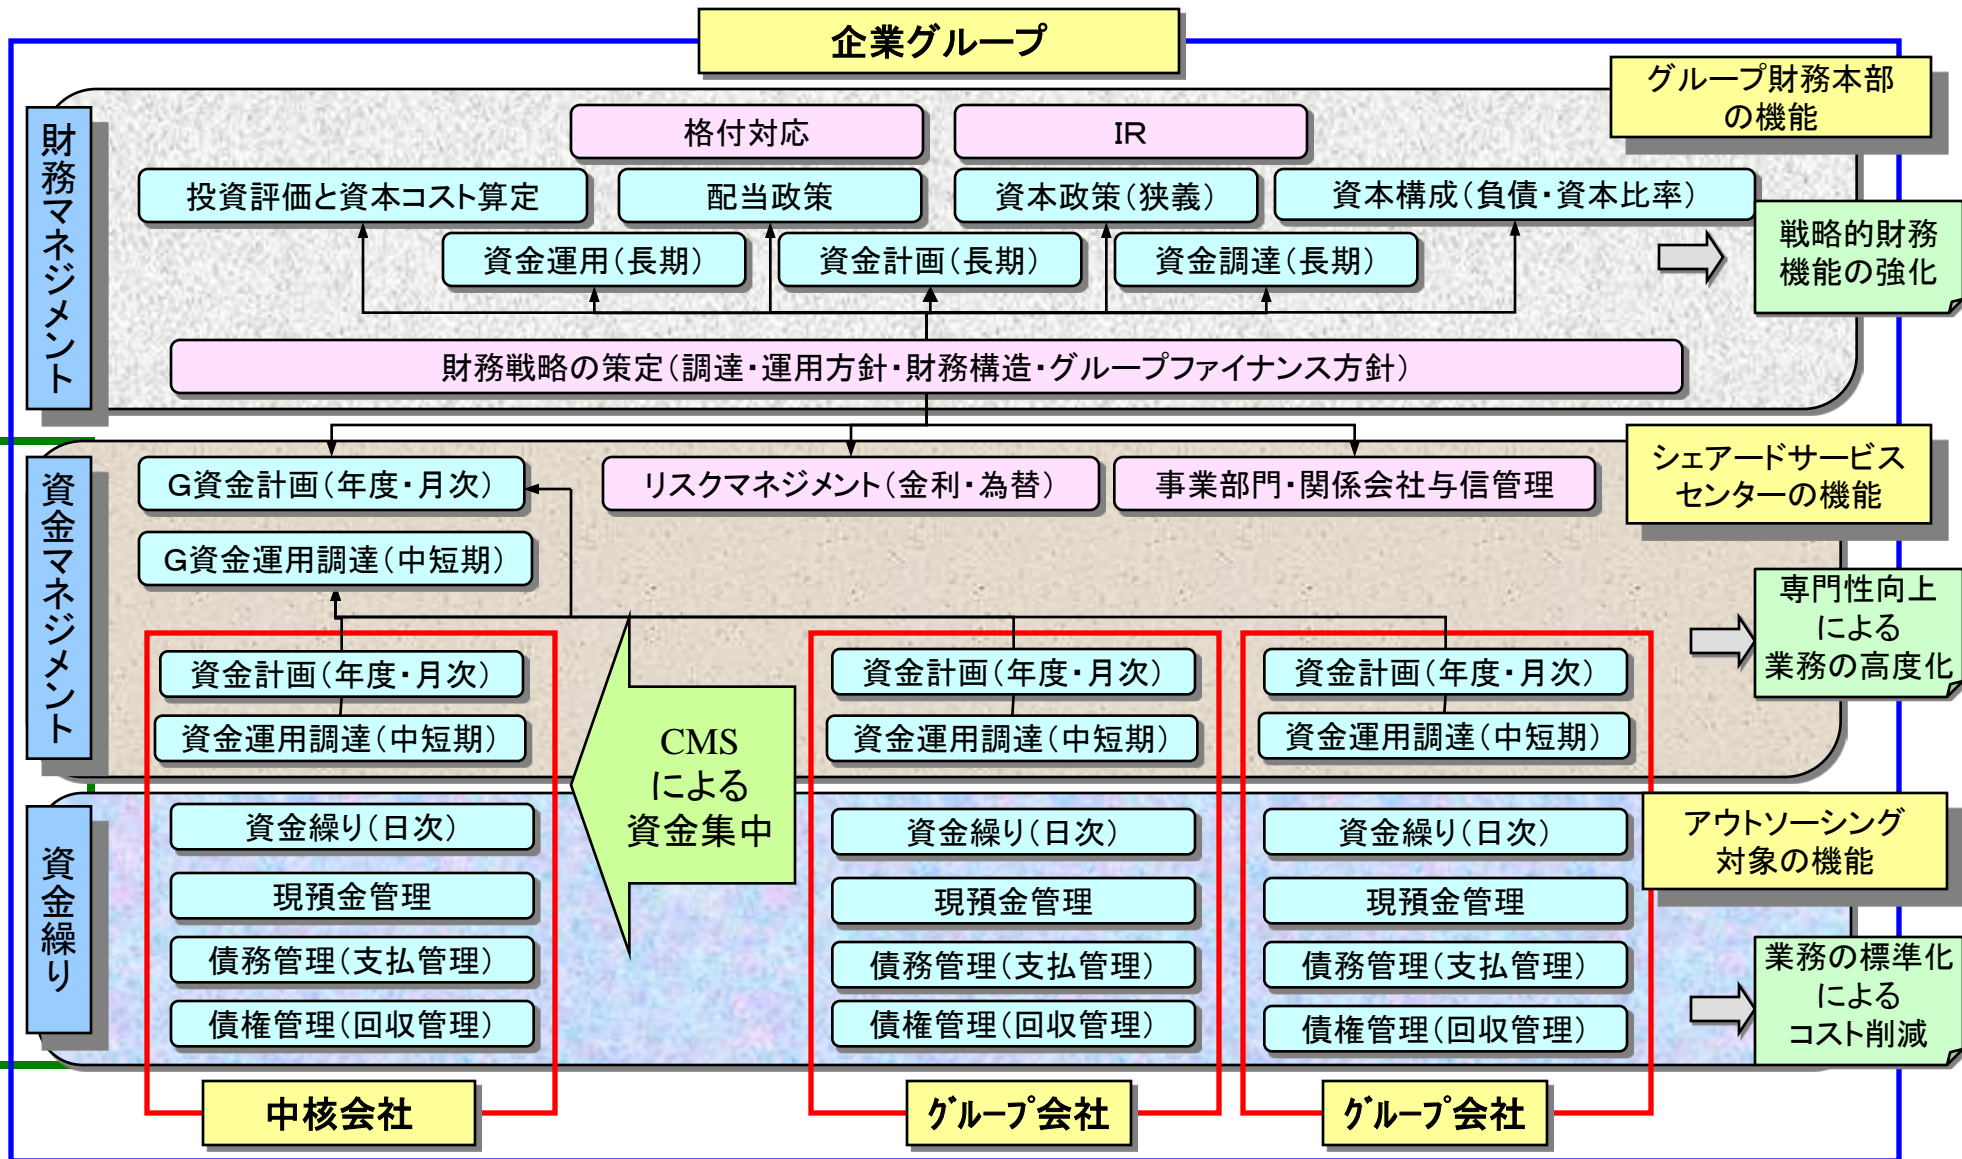 企業グループ
グループ財務本部
の機能
財務マネジメント
格付対応
IR
投資評価と資本コスト算定
配当政策
資本政策(狭義)
資本構成(負債・資本比率)
資金運用(長期)
資金計画(長期)
資金調達(長期)
戦略的財務
機能の強化
財務戦略の策定(調達・運用方針・財務構造・グループファイナンス方針)
シェアードサービス
センターの機能
資金マネジメント
G資金計画(年度・月次)
リスクマネジメント(金利・為替)
事業部門・関係会社与信管理
G資金運用調達(中短期)
専門性向上
による
業務の高度化
資金計画(年度・月次)
資金運用調達(中短期)
CMS
による
資金集中
資金計画(年度・月次)
資金運用調達(中短期)
資金計画(年度・月次)
資金運用調達(中短期)
アウトソーシング
対象の機能
資金繰り
資金繰り(日次)
現預金管理
債務管理(支払管理)
債権管理(回収管理)
資金繰り(日次)
現預金管理
債務管理(支払管理)
債権管理(回収管理)
資金繰り(日次)
現預金管理
債務管理(支払管理)
債権管理(回収管理)
業務の標準化
による
コスト削減
中核会社
グループ会社
グループ会社